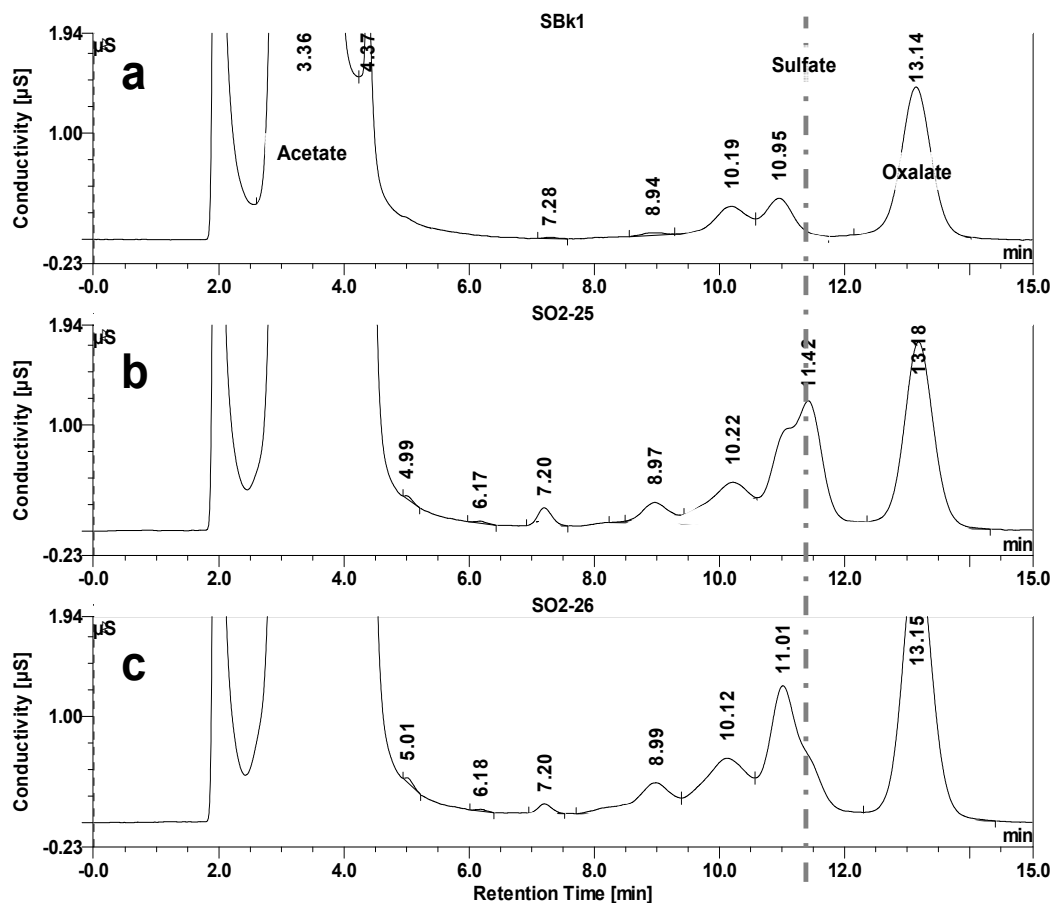 SBk1
1.94
µS
a
3.36
4.37
Sulfate
13.14
1.00
Acetate
Oxalate
7.28
8.94
10.19
10.95
Conductivity [µS]
-0.23
min
-0.0 2.0 4.0 6.0 8.0 10.0 12.0 15.0
SO2-25
1.94
µS
b
11.42
13.18
1.00
4.99
6.17
7.20
8.97
10.22
Conductivity [µS]
-0.23
min
-0.0 2.0 4.0 6.0 8.0 10.0 12.0 15.0
SO2-26
1.94
µS
c
11.01
13.15
1.00
5.01
6.18
7.20
8.99
10.12
Conductivity [µS]
-0.23
min
-0.0 2.0 4.0 6.0 8.0 10.0 12.0 15.0
Retention Time [min]